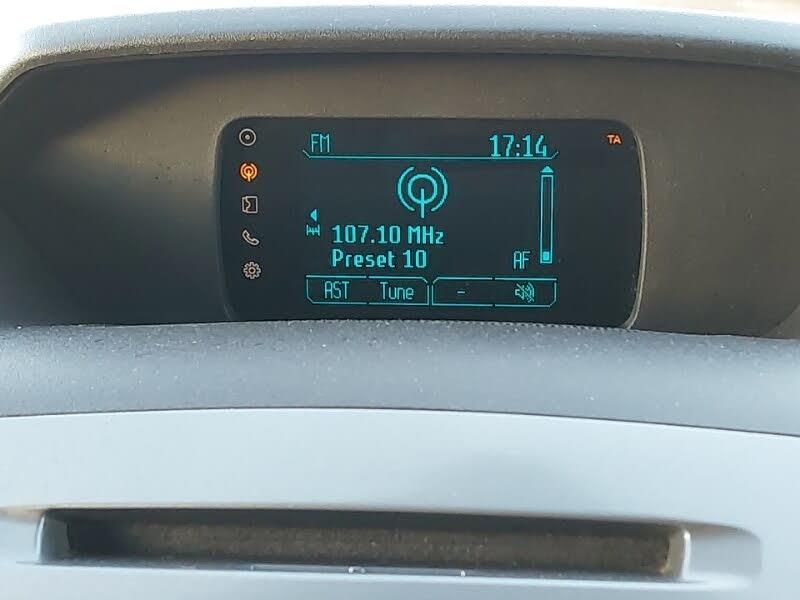 FM 17:14 TA
107.10 MHz
Preset 10 AF
AST Tune -